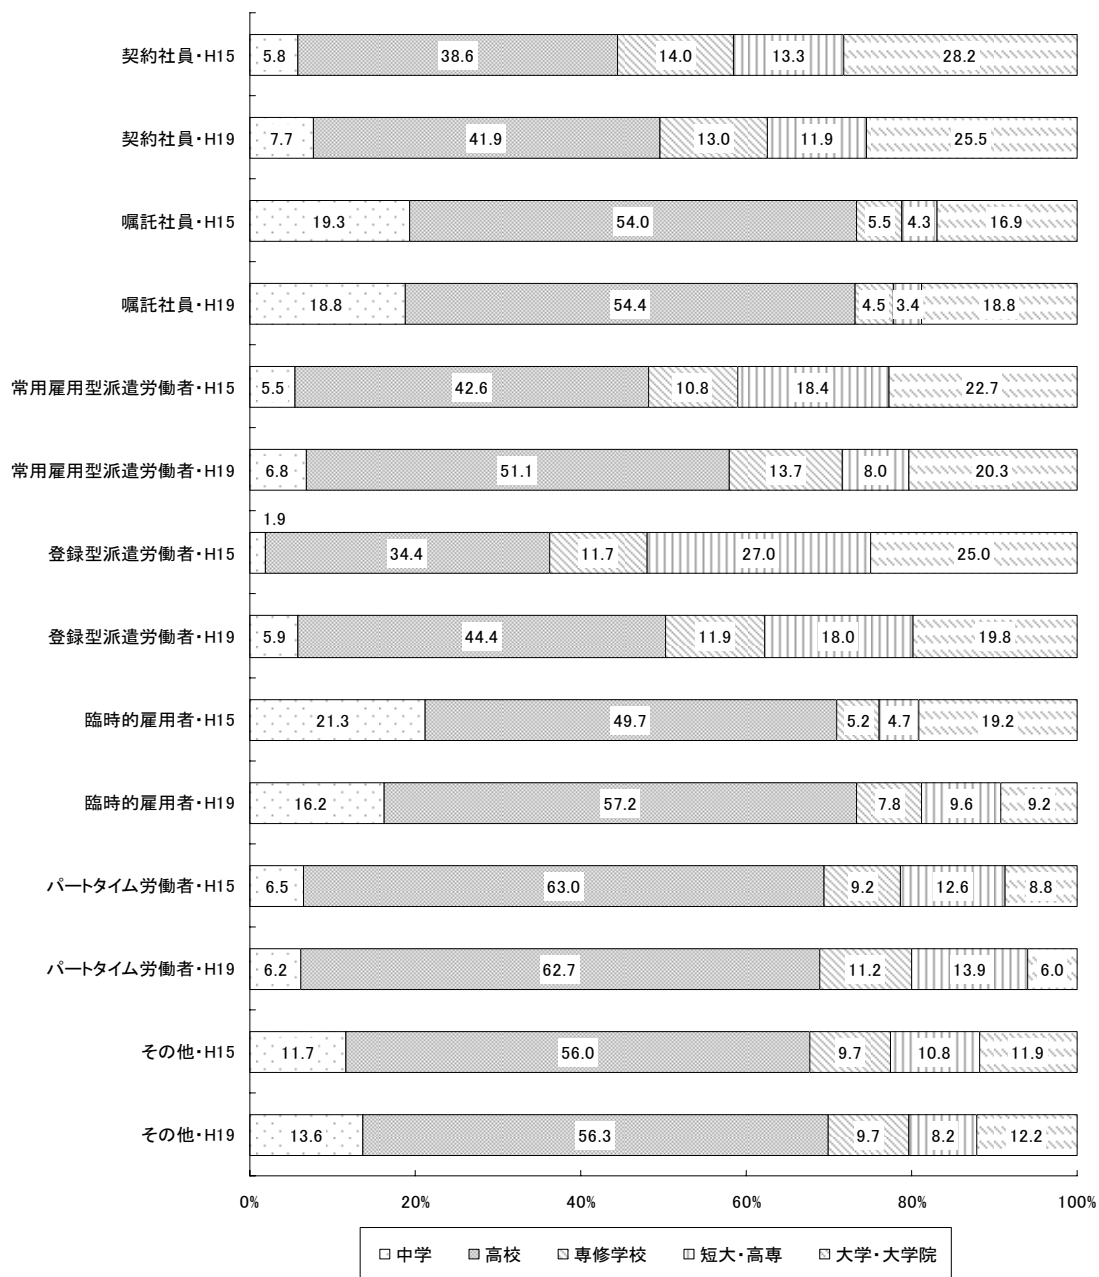 契約社員・H15 5.8 38.6 14.0 13.3 28.2
契約社員・H19 7.7 41.9 13.0 11.9 25.5
嘱託社員・H15 19.3 54.0 5.5 4.3 16.9
嘱託社員・H19 18.8 54.4 4.5 3.4 18.8
常用雇用型派遣労働者・H15 5.5 42.6 10.8 18.4 22.7
常用雇用型派遣労働者・H19 6.8 51.1 13.7 8.0 20.3
1.9
登録型派遣労働者・H15 34.4 11.7 27.0 25.0
登録型派遣労働者・H19 5.9 44.4 11.9 18.0 19.8
臨時的雇用者・H15 21.3 49.7 5.2 4.7 19.2
臨時的雇用者・H19 16.2 57.2 7.8 9.6 9.2
パートタイム労働者・H15 6.5 63.0 9.2 12.6 8.8
パートタイム労働者・H19 6.2 62.7 11.2 13.9 6.0
その他・H15 11.7 56.0 9.7 10.8 11.9
その他・H19 13.6 56.3 9.7 8.2 12.2
0% 20% 40% 60% 80% 100%
中学 高校 専修学校 短大・高専 大学・大学院